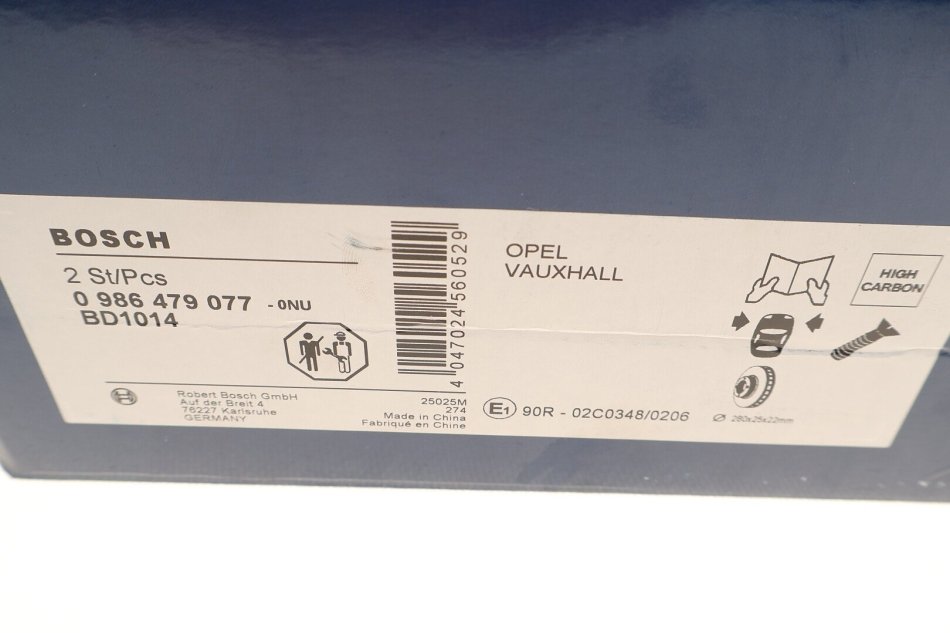 BOSCH
2 St/Pcs
0 986 479 077 - 0NU
BD1014
Robert Bosch GmbH
Auf der Breit 4
76227 Karlsruhe
GERMANY
25025M
274
Made in China
Fabriqué en Chine
4 047024 560529
OPEL
VAUXHALL
E1 90R - 02C0348/0206
HIGH
CARBON
Ø 280x25x22mm